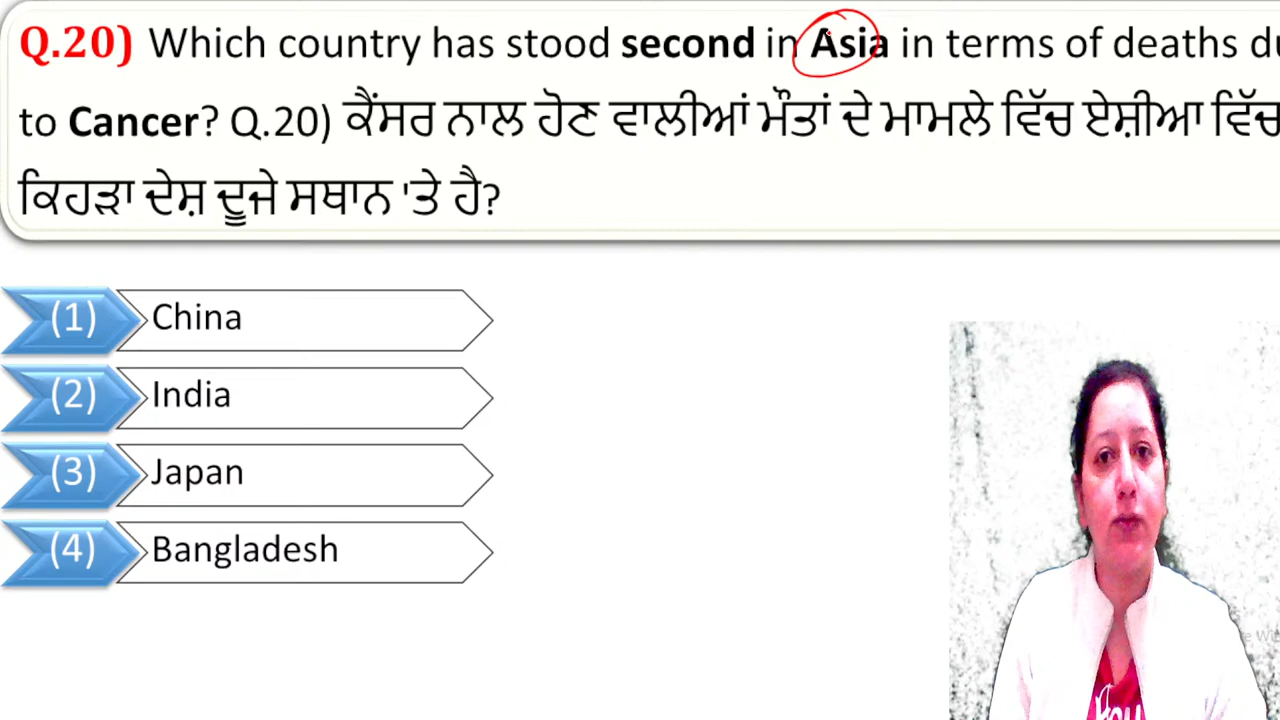 Q.20) Which country has stood second in Asia in terms of deaths
to Cancer? Q.20) ਕੈਂਸਰ ਨਾਲ ਹੋਣ ਵਾਲੀਆਂ ਮੌਤਾਂ ਦੇ ਮਾਮਲੇ ਵਿੱਚ ਏਸ਼ੀਆ ਵਿੱਚ
ਕਿਹੜਾ ਦੇਸ਼ ਦੂਜੇ ਸਥਾਨ 'ਤੇ ਹੈ?
(1) China
(2) India
(3) Japan
(4) Bangladesh